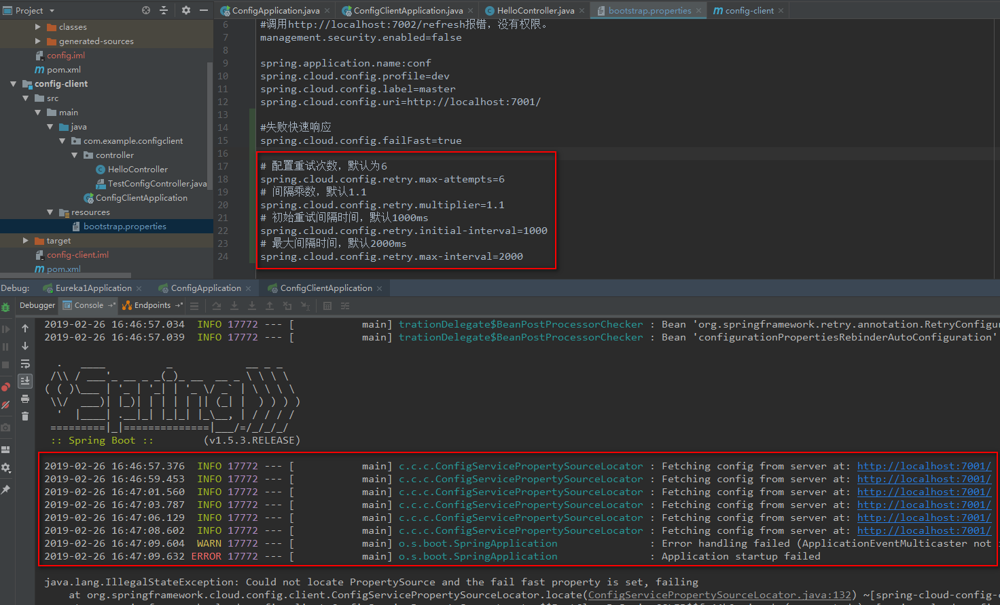 Project
ConfigApplication.java
ConfigClientApplication.java
HelloController.java
bootstrap.properties
config-client
classes
generated-sources
config.iml
pom.xml
config-client
src
main
java
com.example.configclient
controller
HelloController
TestConfigController.java
ConfigClientApplication
resources
bootstrap.properties
target
config-client.iml
pom.xml
6 #调用http://localhost:7002/refresh报错，没有权限。
7 management.security.enabled=false
8
9 spring.application.name:conf
10 spring.cloud.config.profile=dev
11 spring.cloud.config.label=master
12 spring.cloud.config.uri=http://localhost:7001/
13
14 #失败快速响应
15 spring.cloud.config.failFast=true
16
17 # 配置重试次数，默认为6
18 spring.cloud.config.retry.max-attempts=6
19 # 间隔乘数，默认1.1
20 spring.cloud.config.retry.multiplier=1.1
21 # 初始重试间隔时间，默认1000ms
22 spring.cloud.config.retry.initial-interval=1000
23 # 最大间隔时间，默认2000ms
24 spring.cloud.config.retry.max-interval=2000
Debug: Eureka1Application ConfigApplication ConfigClientApplication
Debugger Console Endpoints
2019-02-26 16:46:57.034 INFO 17772 --- [ main] trationDelegate$BeanPostProcessorChecker : Bean 'org.springframework.retry.annotation.RetryConfigu
2019-02-26 16:46:57.039 INFO 17772 --- [ main] trationDelegate$BeanPostProcessorChecker : Bean 'configurationPropertiesRebinderAutoConfiguration'
Spring
:: Spring Boot :: (v1.5.3.RELEASE)
2019-02-26 16:46:57.376 INFO 17772 --- [ main] c.c.c.ConfigServicePropertySourceLocator : Fetching config from server at: http://localhost:7001/
2019-02-26 16:46:59.453 INFO 17772 --- [ main] c.c.c.ConfigServicePropertySourceLocator : Fetching config from server at: http://localhost:7001/
2019-02-26 16:47:01.560 INFO 17772 --- [ main] c.c.c.ConfigServicePropertySourceLocator : Fetching config from server at: http://localhost:7001/
2019-02-26 16:47:03.787 INFO 17772 --- [ main] c.c.c.ConfigServicePropertySourceLocator : Fetching config from server at: http://localhost:7001/
2019-02-26 16:47:06.129 INFO 17772 --- [ main] c.c.c.ConfigServicePropertySourceLocator : Fetching config from server at: http://localhost:7001/
2019-02-26 16:47:08.602 INFO 17772 --- [ main] c.c.c.ConfigServicePropertySourceLocator : Fetching config from server at: http://localhost:7001/
2019-02-26 16:47:09.604 WARN 17772 --- [ main] o.s.boot.SpringApplication : Error handling failed (ApplicationEventMulticaster not
2019-02-26 16:47:09.632 ERROR 17772 --- [ main] o.s.boot.SpringApplication : Application startup failed
java.lang.IllegalStateException: Could not locate PropertySource and the fail fast property is set, failing
at org.springframework.cloud.config.client.ConfigServicePropertySourceLocator.locate(ConfigServicePropertySourceLocator.java:132) ~[spring-cloud-config-c